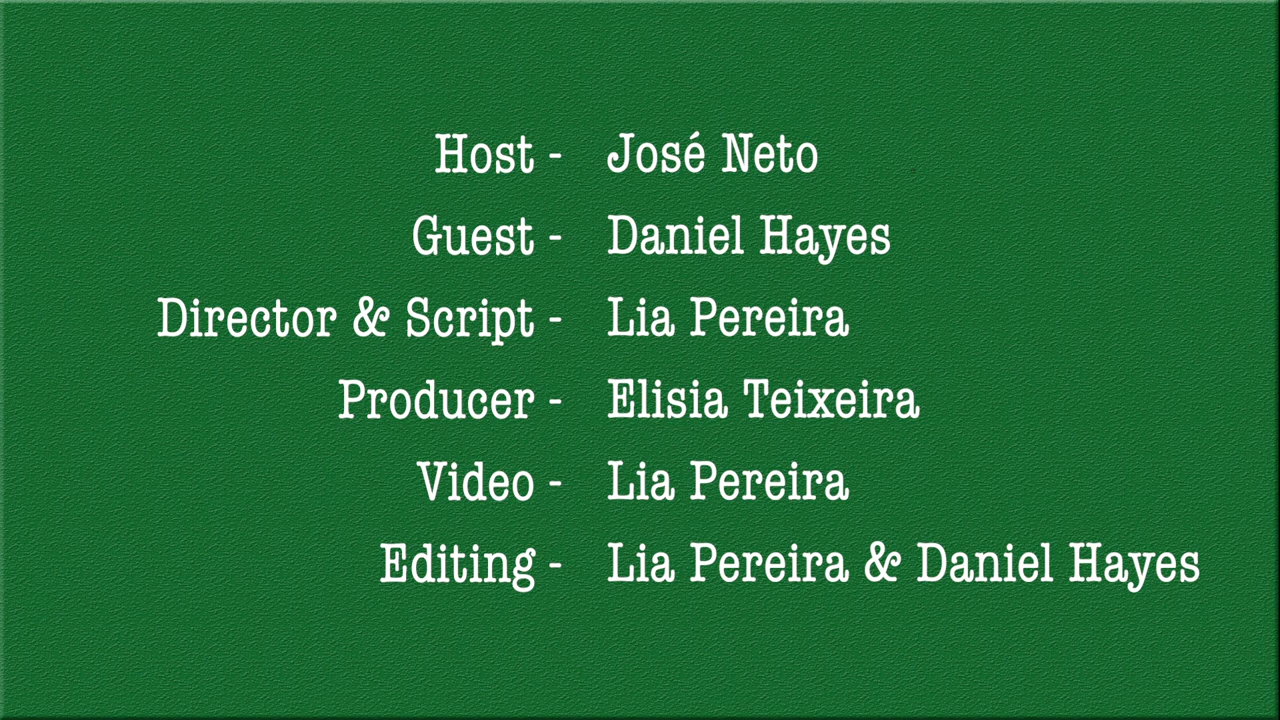 Host - José Neto
Guest - Daniel Hayes
Director & Script - Lia Pereira
Producer - Elisia Teixeira
Video - Lia Pereira
Editing - Lia Pereira & Daniel Hayes